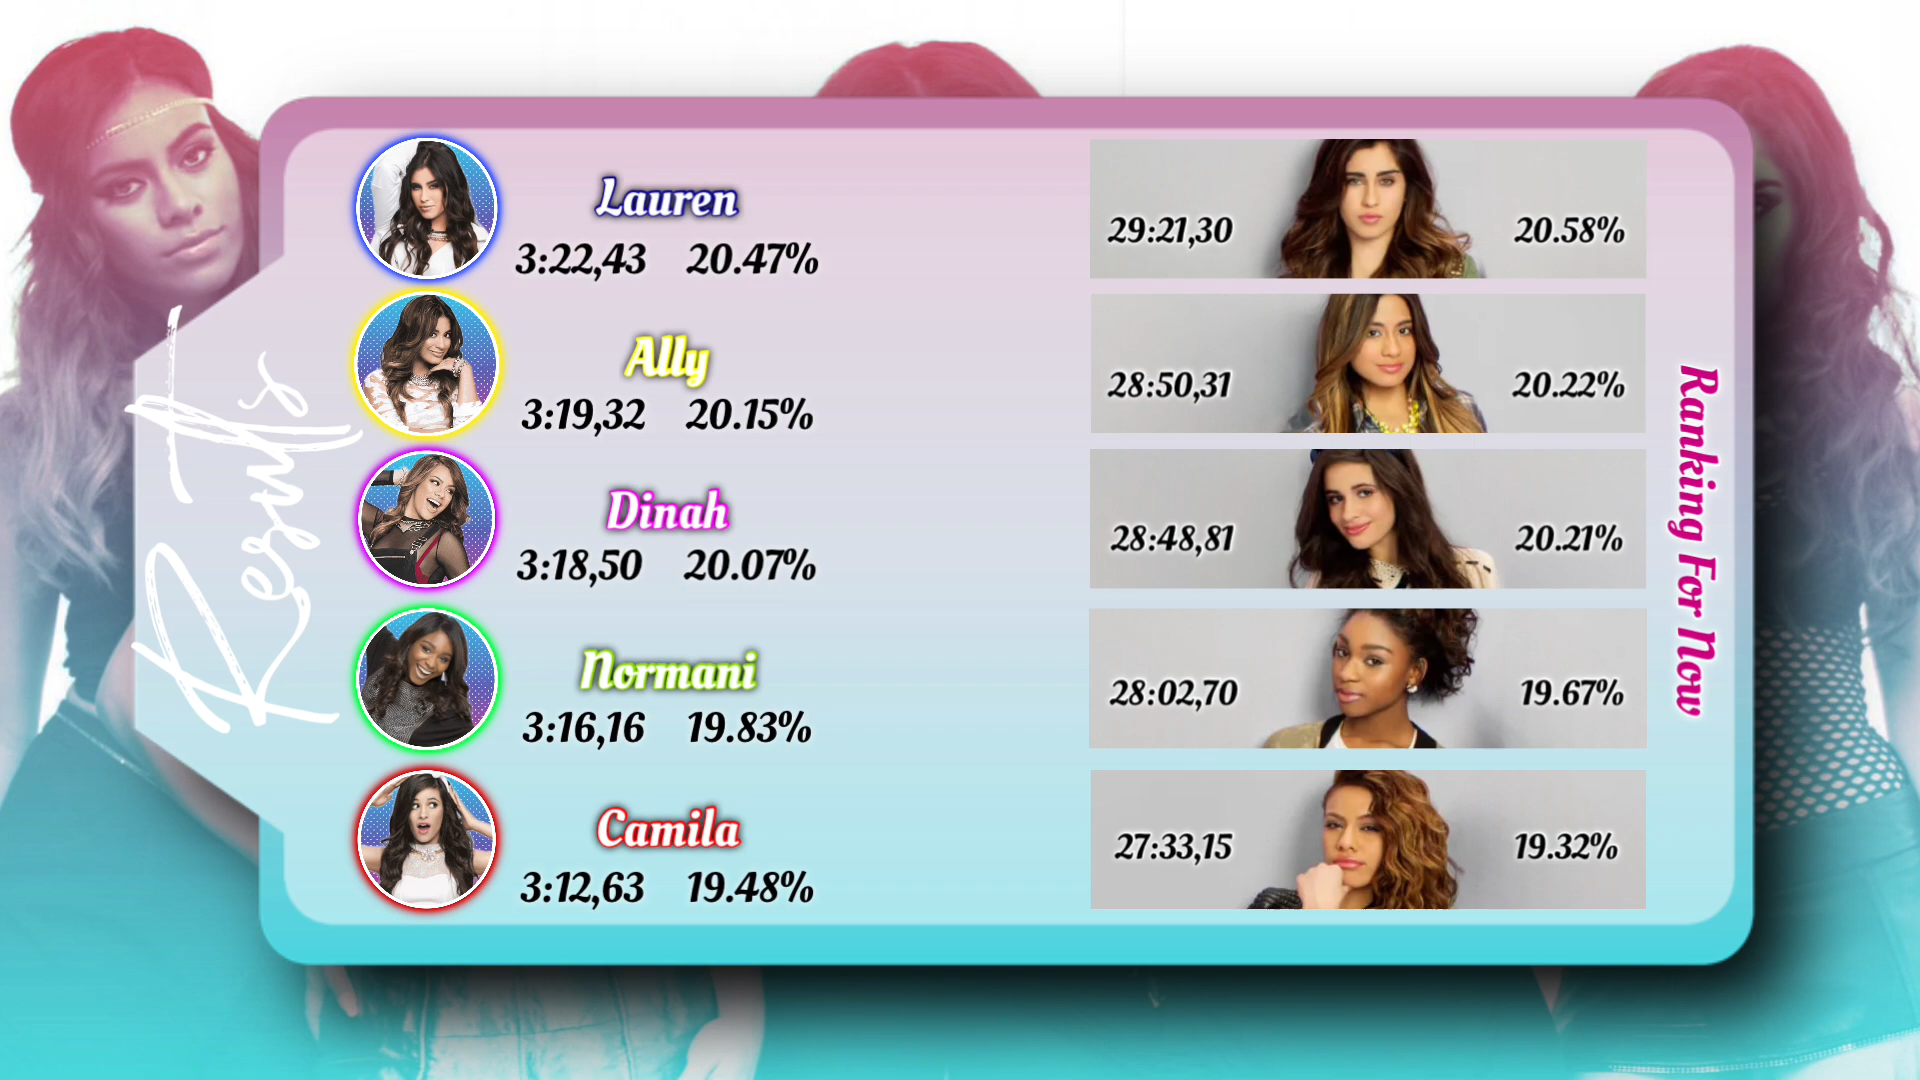 Results
Lauren
3:22,43 20.47%
Ally
3:19,32 20.15%
Dinah
3:18,50 20.07%
Normani
3:16,16 19.83%
Camila
3:12,63 19.48%
29:21,30 20.58%
28:50,31 20.22%
28:48,81 20.21%
28:02,70 19.67%
27:33,15 19.32%
Ranking For Now